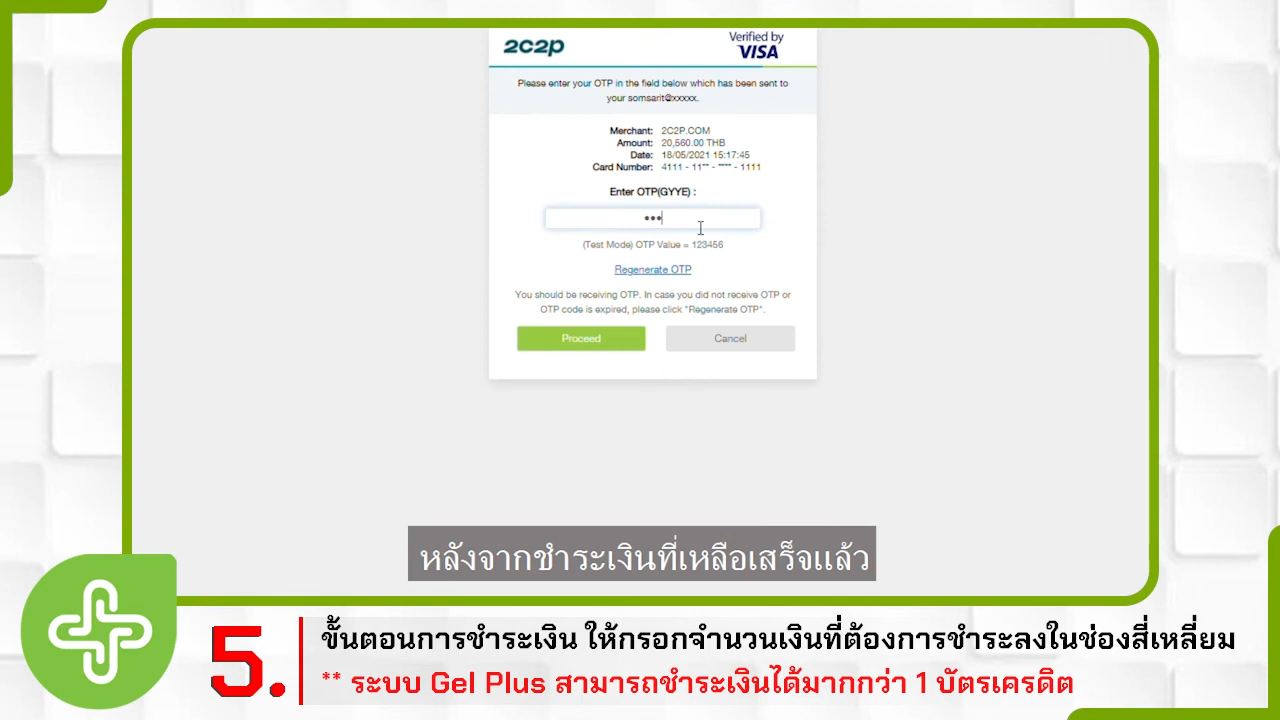 2c2p
Verified by
VISA
Please enter your OTP in the field below which has been sent to
your somsarit@xxxxx.
Merchant: 2C2P.COM
Amount: 20,560.00 THB
Date: 18/05/2021 15:17:45
Card Number: 4111 - 11** - **** - 1111
Enter OTP(GYYE) :
•••
(Test Mode) OTP Value = 123456
Regenerate OTP
You should be receiving OTP. In case you did not receive OTP or
OTP code is expired, please click "Regenerate OTP".
Proceed Cancel
หลังจากชำระเงินที่เหลือเสร็จแล้ว
5. ขั้นตอนการชำระเงิน ให้กรอกจำนวนเงินที่ต้องการชำระลงในช่องสี่เหลี่ยม
** ระบบ Gel Plus สามารถชำระเงินได้มากกว่า 1 บัตรเครดิต